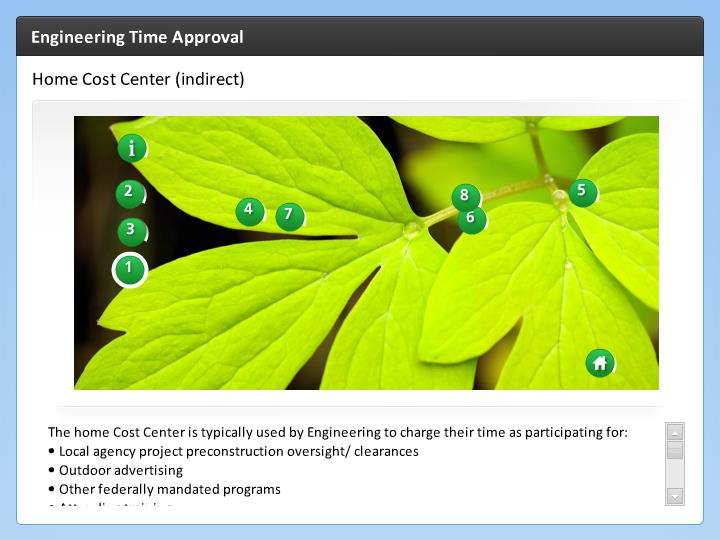 Engineering Time Approval
Home Cost Center (indirect)
i
2
3
1
4
7
8
6
5
The home Cost Center is typically used by Engineering to charge their time as participating for:
• Local agency project preconstruction oversight/ clearances
• Outdoor advertising
• Other federally mandated programs